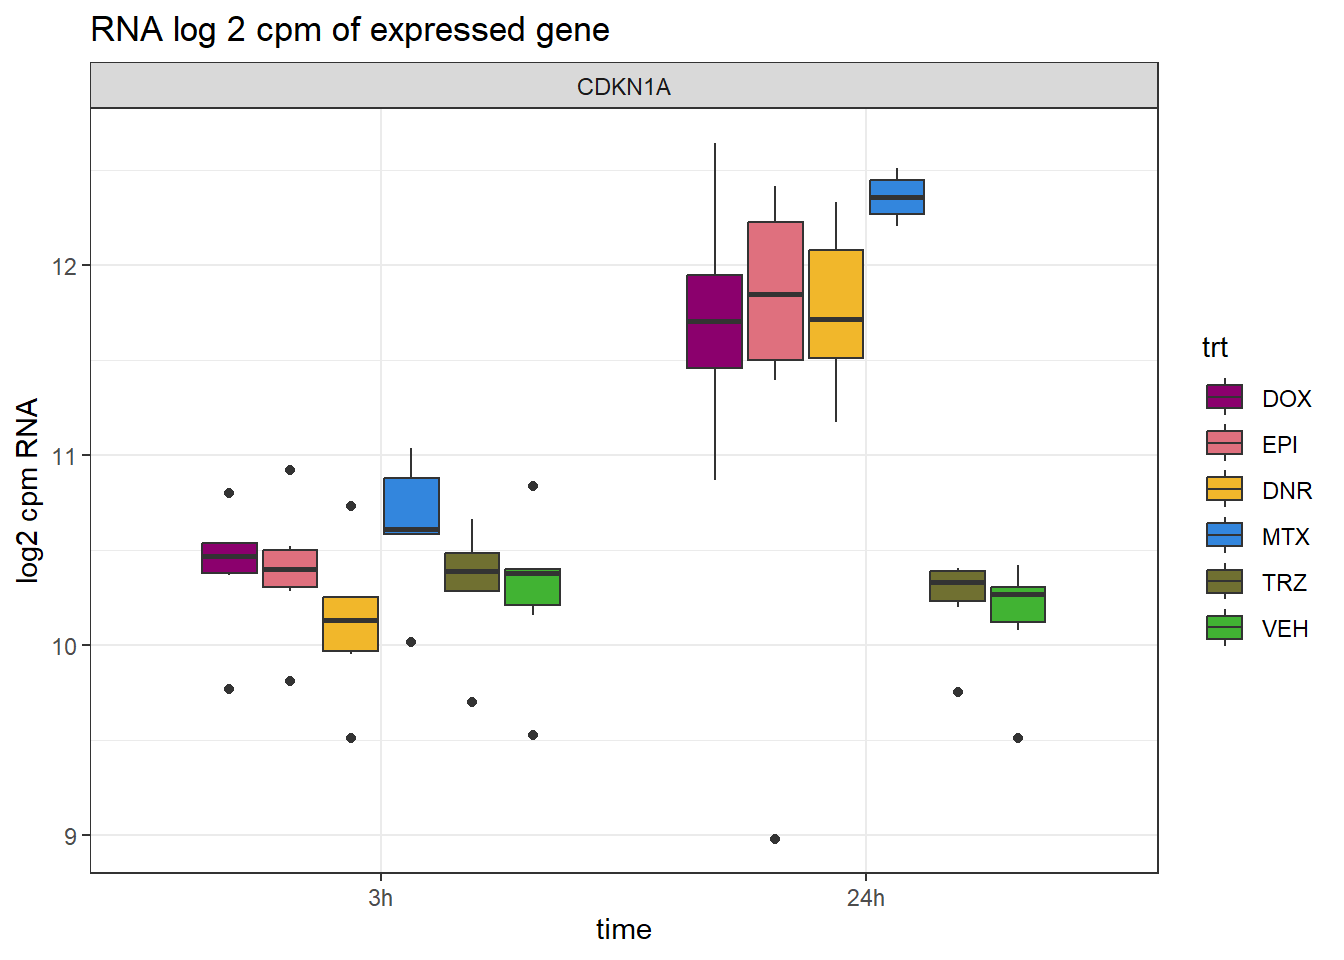 RNA log 2 cpm of expressed gene
CDKN1A
log2 cpm RNA
12
11
10
9
3h
24h
time
trt
DOX
EPI
DNR
MTX
TRZ
VEH